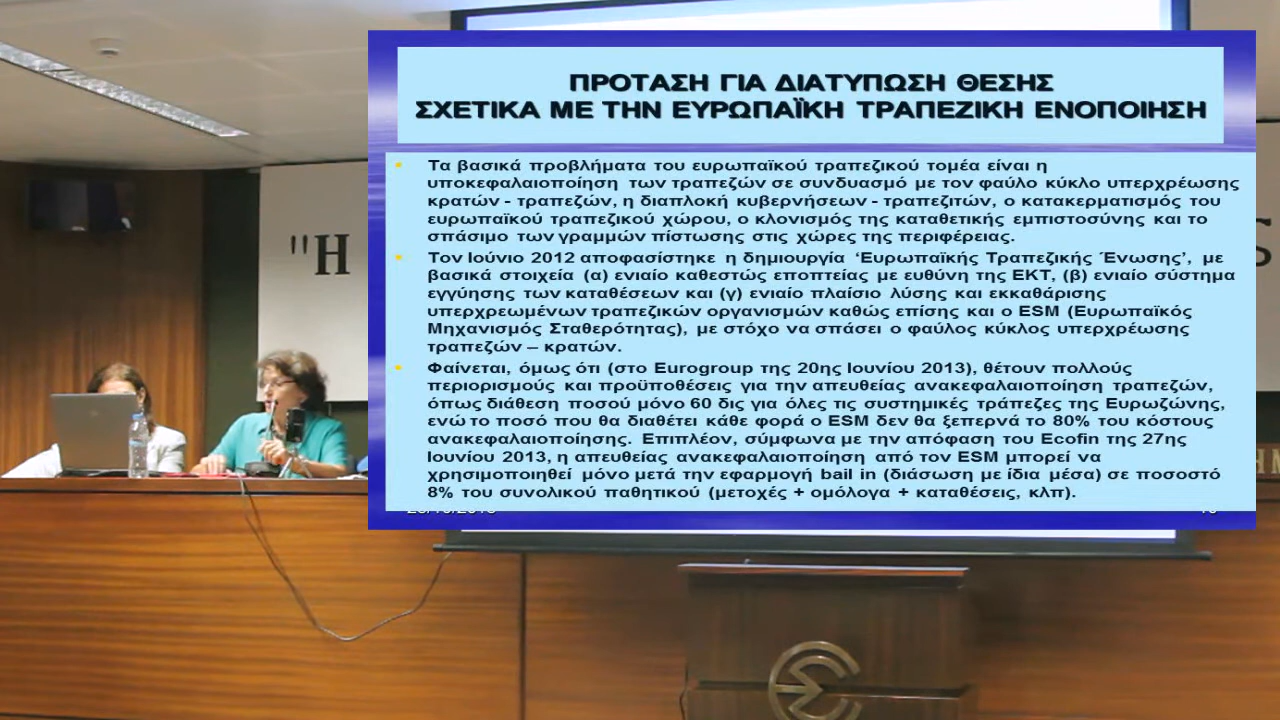 ΠΡΟΤΑΣΗ ΓΙΑ ΔΙΑΤΥΠΩΣΗ ΘΕΣΗΣ
ΣΧΕΤΙΚΑ ΜΕ ΤΗΝ ΕΥΡΩΠΑΪΚΗ ΤΡΑΠΕΖΙΚΗ ΕΝΟΠΟΙΗΣΗ
Τα βασικά προβλήματα του ευρωπαϊκού τραπεζικού τομέα είναι η
υποκεφαλαιοποίηση των τραπεζών σε συνδυασμό με τον φαύλο κύκλο υπερχρέωσης
κρατών - τραπεζών, η διαπλοκή κυβερνήσεων - τραπεζιτών, ο κατακερματισμός του
ευρωπαϊκού τραπεζικού χώρου, ο κλονισμός της καταθετικής εμπιστοσύνης και το
σπάσιμο των γραμμών πίστωσης στις χώρες της περιφέρειας.
Τον Ιούνιο 2012 αποφασίστηκε η δημιουργία ‘Ευρωπαϊκής Τραπεζικής Ένωσης’, με
βασικά στοιχεία (α) ενιαίο καθεστώς εποπτείας με ευθύνη της ΕΚΤ, (β) ενιαίο σύστημα
εγγύησης των καταθέσεων και (γ) ενιαίο πλαίσιο λύσης και εκκαθάρισης
υπερχρεωμένων τραπεζικών οργανισμών καθώς επίσης και ο ESM (Ευρωπαϊκός
Μηχανισμός Σταθερότητας), με στόχο να σπάσει ο φαύλος κύκλος υπερχρέωσης
τραπεζών – κρατών.
Φαίνεται, όμως ότι (στο Eurogroup της 20ης Ιουνίου 2013), θέτουν πολλούς
περιορισμούς και προϋποθέσεις για την απευθείας ανακεφαλαιοποίηση τραπεζών,
όπως διάθεση ποσού μόνο 60 δις για όλες τις συστημικές τράπεζες της Ευρωζώνης,
ενώ το ποσό που θα διαθέτει κάθε φορά ο ESM δεν θα ξεπερνά το 80% του κόστους
ανακεφαλαιοποίησης. Επιπλέον, σύμφωνα με την απόφαση του Ecofin της 27ης
Ιουνίου 2013, η απευθείας ανακεφαλαιοποίηση από τον ESM μπορεί να
χρησιμοποιηθεί μόνο μετά την εφαρμογή bail in (διάσωση με ίδια μέσα) σε ποσοστό
8% του συνολικού παθητικού (μετοχές + ομόλογα + καταθέσεις, κλπ).
"Η